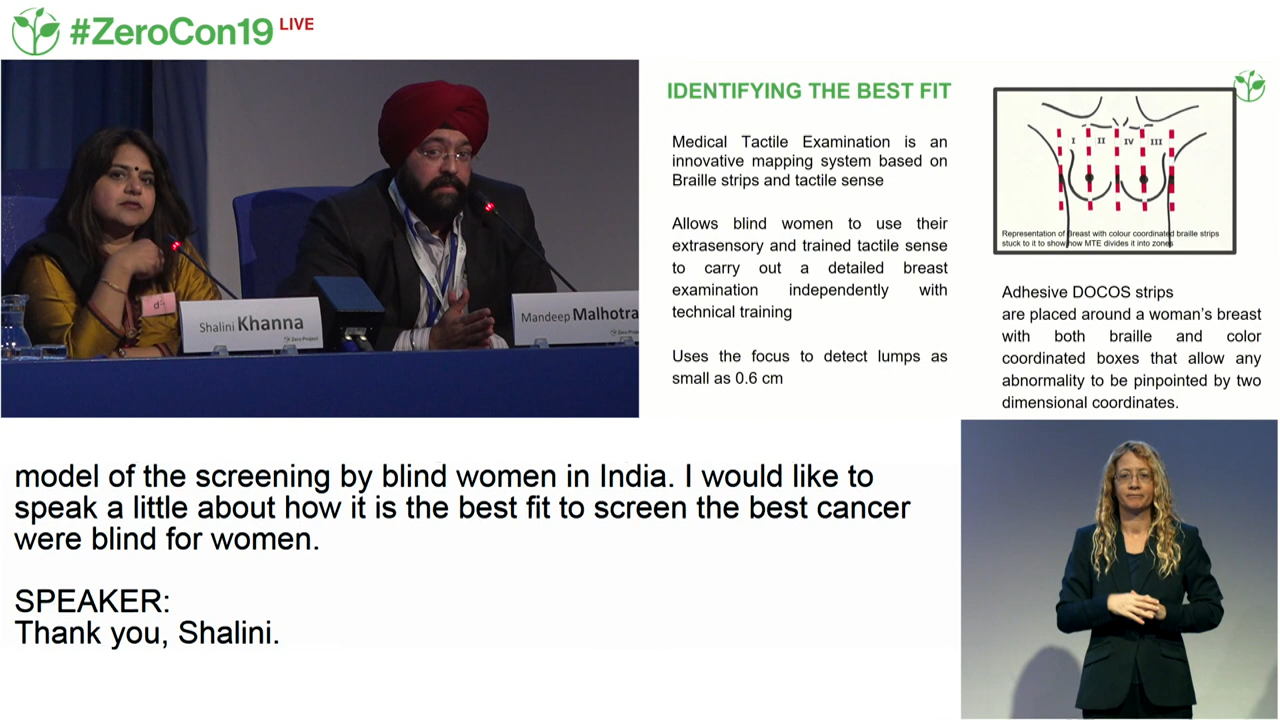 #ZeroCon19 LIVE
Shalini Khanna
Zero Project
Mandeep Malhotra
Zero Proj
IDENTIFYING THE BEST FIT
Medical Tactile Examination is an
innovative mapping system based on
Braille strips and tactile sense
Allows blind women to use their
extrasensory and trained tactile sense
to carry out a detailed breast
examination independently with
technical training
Uses the focus to detect lumps as
small as 0.6 cm
I II IV III
Representation of Breast with colour coordinated braille strips
stuck to it to show how MTE divides it into zones
Adhesive DOCOS strips
are placed around a woman’s breast
with both braille and color
coordinated boxes that allow any
abnormality to be pinpointed by two
dimensional coordinates.
model of the screening by blind women in India. I would like to
speak a little about how it is the best fit to screen the best cancer
were blind for women.
SPEAKER:
Thank you, Shalini.